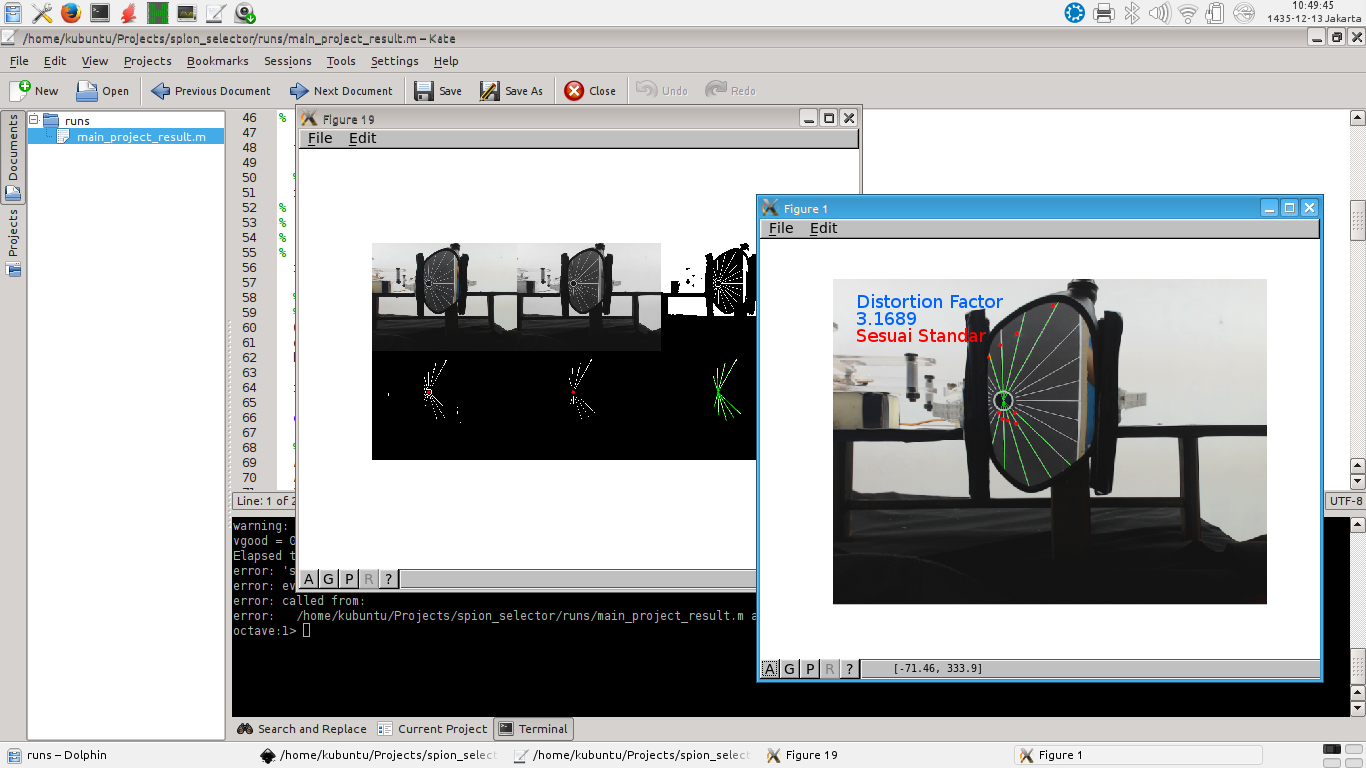 10:49:45
1435-12-13 Jakarta
/home/kubuntu/Projects/spion_selector/runs/main_project_result.m – Kate
File Edit View Projects Bookmarks Sessions Tools Settings Help
New Open Previous Document Next Document Save Save As Close Undo Redo
Documents
Projects
runs
main_project_result.m
46 %
47
48
49
50
51
52 %
53 %
54 %
55 %
56
57
58
59
60
61
62
63
64
65
66
67
68
69
70
Figure 19
File Edit
A G P R ?
Figure 1
File Edit
Distortion Factor
3.1689
Sesuai Standar
A G P R ? [-71.46, 333.9]
Line: 1 of
UTF-8
warning:
vgood =
Elapsed
error:
error:
error: called from:
error: /home/kubuntu/Projects/spion_selector/runs/main_project_result.m
octave:1>
Search and Replace Current Project Terminal
runs – Dolphin /home/kubuntu/Projects/spion_select /home/kubuntu/Projects/spion_select Figure 19 Figure 1